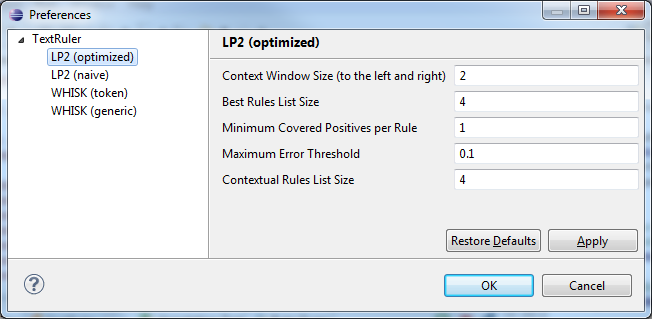 Preferences
TextRuler
LP2 (optimized)
LP2 (naive)
WHISK (token)
WHISK (generic)
LP2 (optimized)
Context Window Size (to the left and right) 2
Best Rules List Size 4
Minimum Covered Positives per Rule 1
Maximum Error Threshold 0.1
Contextual Rules List Size 4
Restore Defaults Apply
? OK Cancel